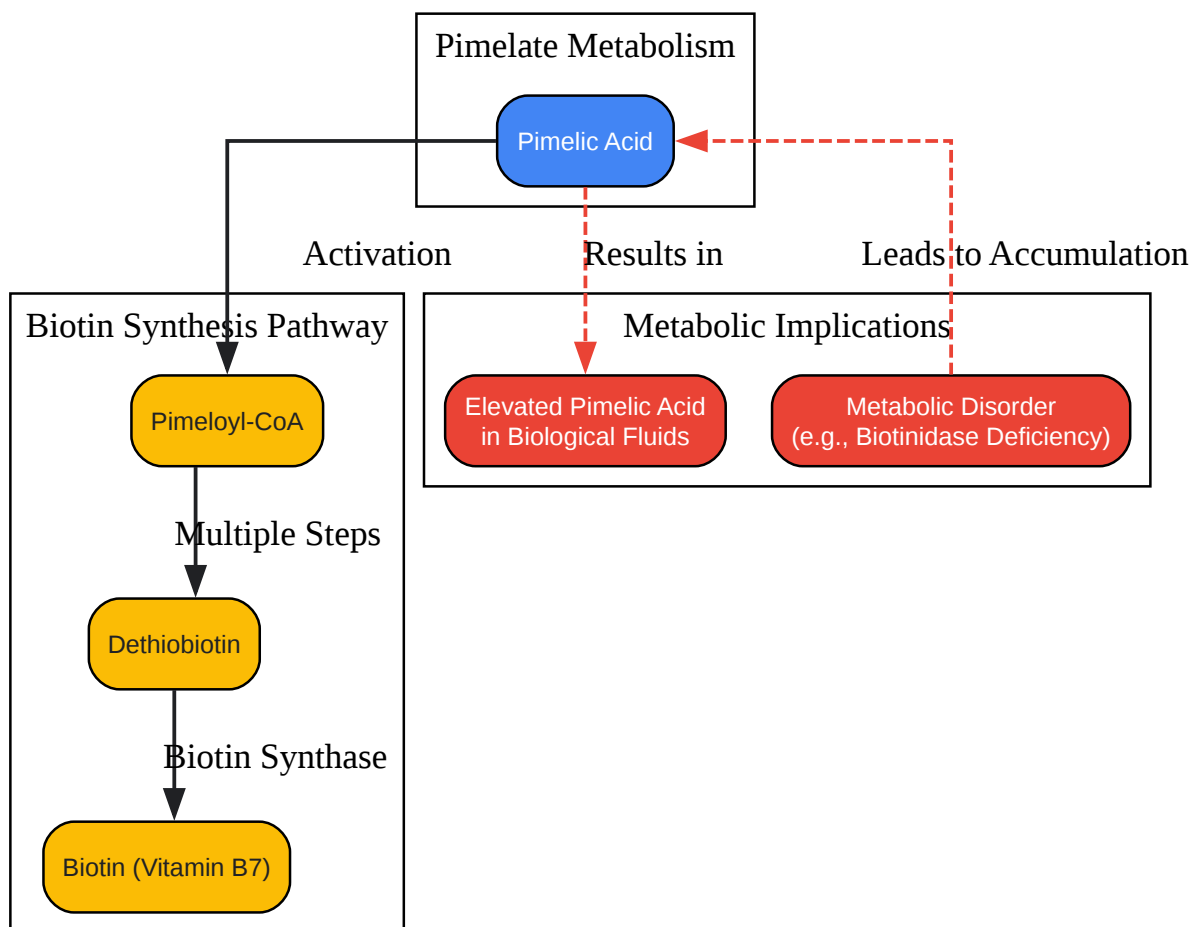 Pimelate Metabolism
Pimelic Acid
Activation
Results in
Leads to Accumulation
Biotin Synthesis Pathway
Metabolic Implications
Pimeloyl-CoA
Elevated Pimelic Acid
in Biological Fluids
Metabolic Disorder
(e.g., Biotinidase Deficiency)
Multiple Steps
Dethiobiotin
Biotin Synthase
Biotin (Vitamin B7)